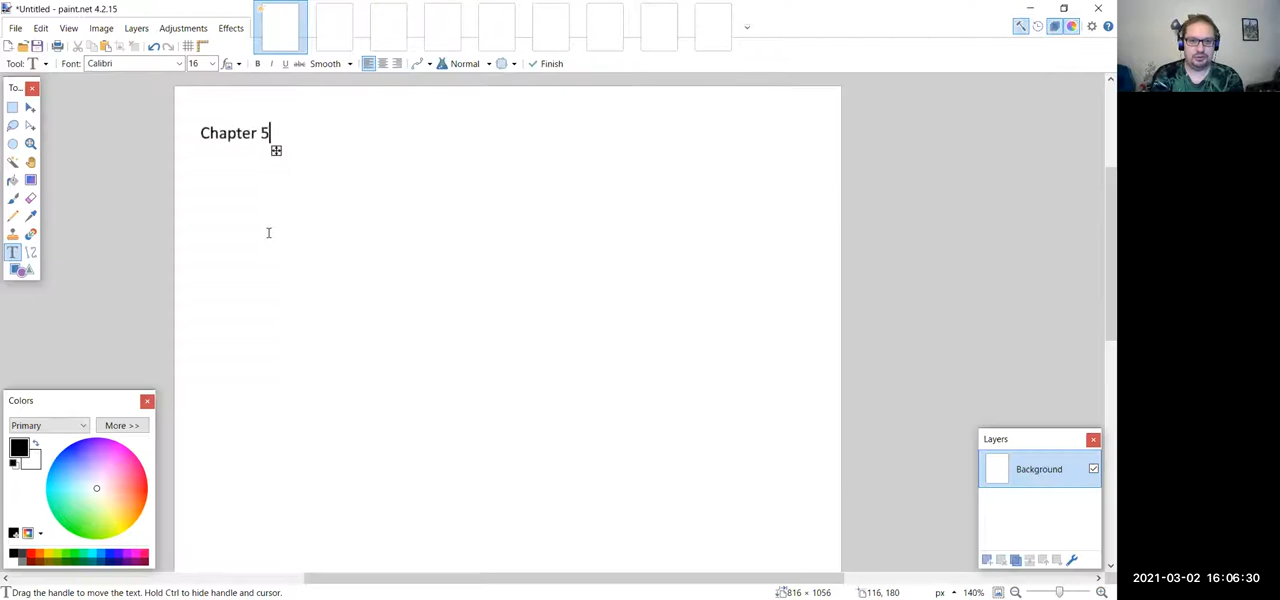 *Untitled - paint.net 4.2.15
File Edit View Image Layers Adjustments Effects
Tool: T Font: Calibri 16 fx B I U abc Smooth Normal Finish
To...
Chapter 5
T
Colors
Primary More >>
Layers
Background
Drag the handle to move the text. Hold Ctrl to hide handle and cursor. 816 × 1056 116, 180 px 140%
2021-03-02 16:06:30